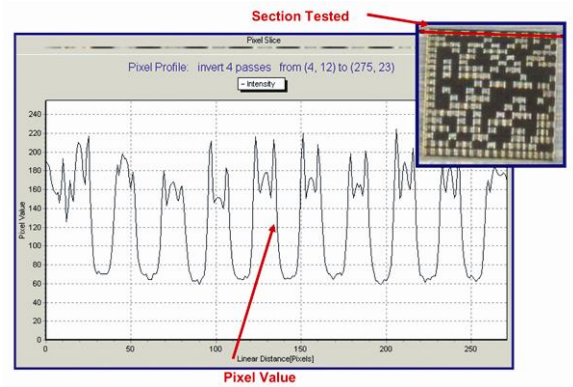 Section Tested
Pixel Slice
Pixel Profile: invert 4 passes from (4, 12) to (275, 23)
- Intensity
240
220
200
180
160
140
120
100
80
60
40
20
0
Pixel Value
0 50 100 150 200 250
Linear Distance[Pixels]
Pixel Value